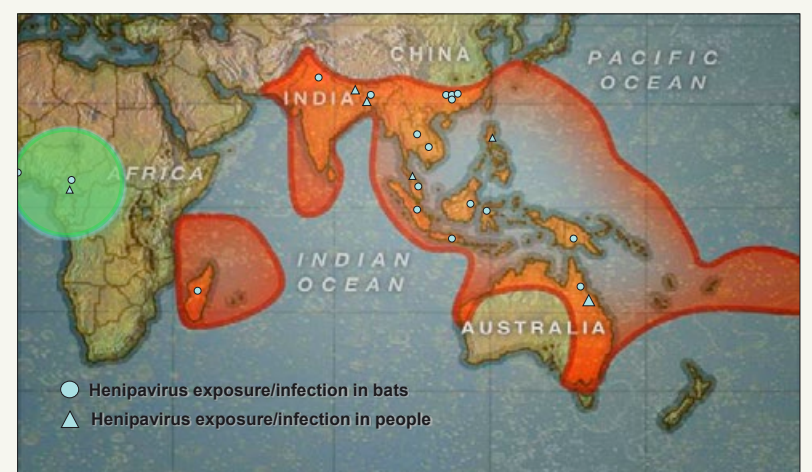 CHINA
PACIFIC
OCEAN
INDIA
AFRICA
INDIAN
OCEAN
AUSTRALIA
Henipavirus exposure/infection in bats
Henipavirus exposure/infection in people